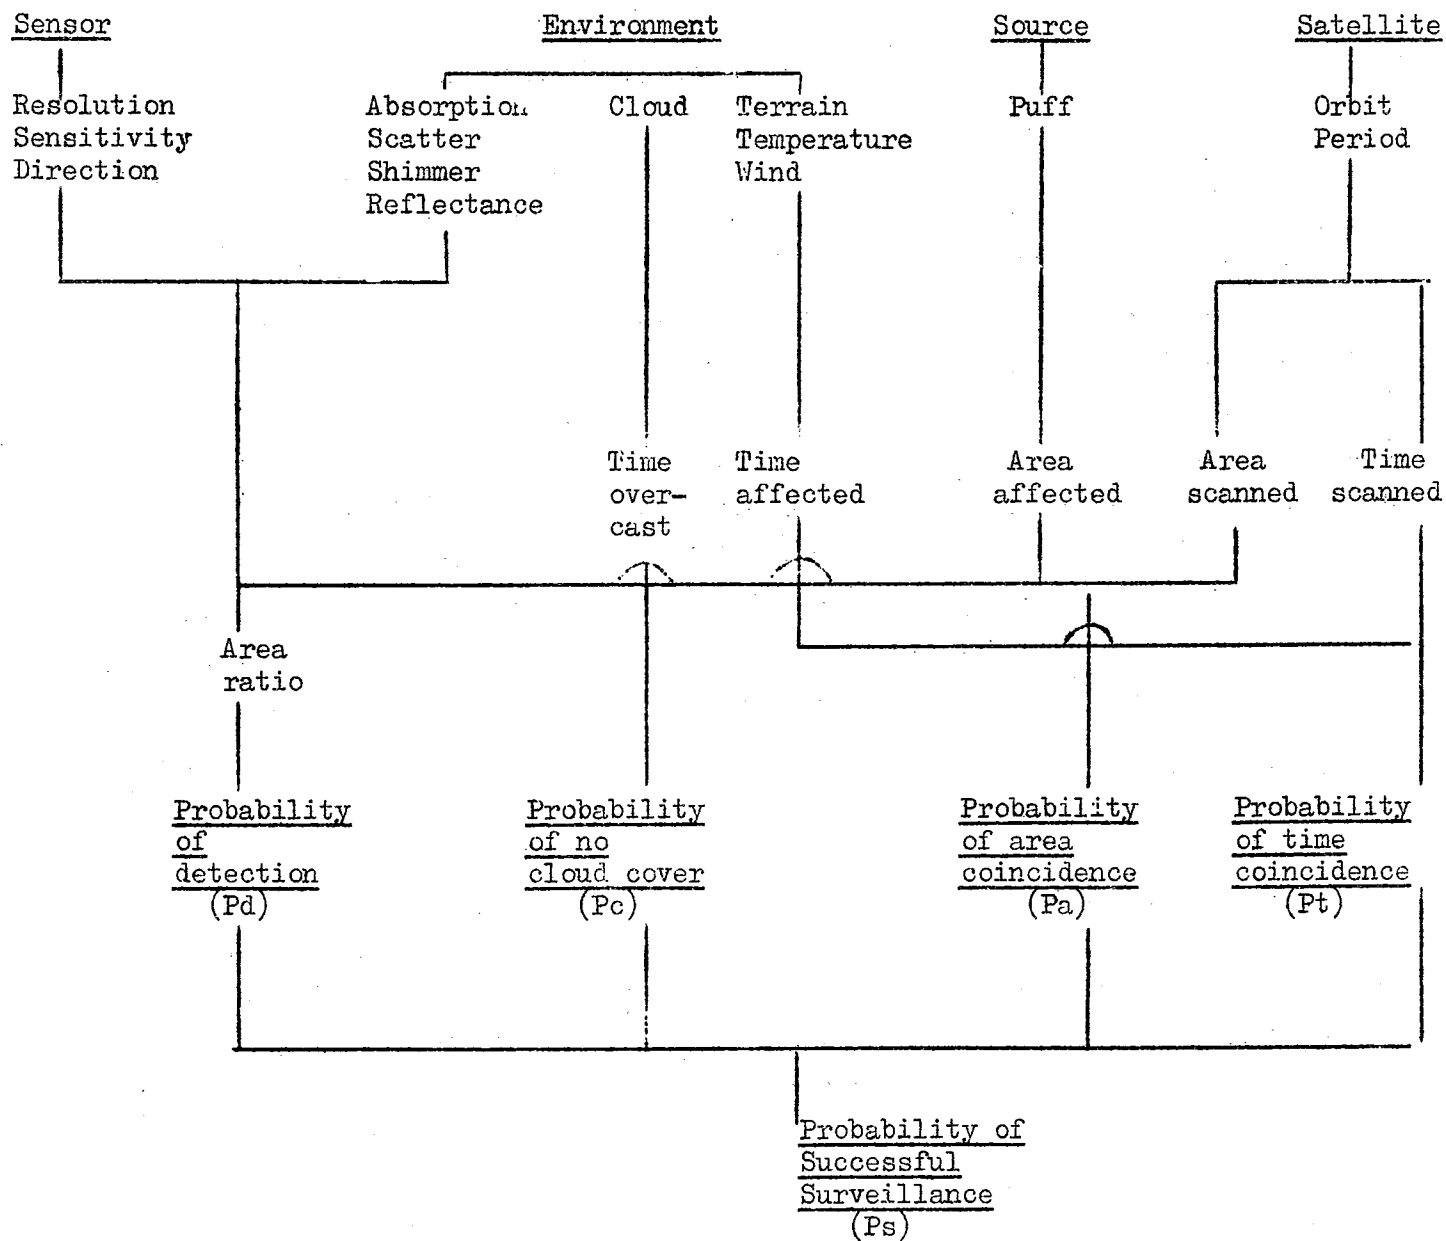 Sensor
Environment
Source
Satellite
Resolution
Sensitivity
Direction
Absorption
Scatter
Shimmer
Reflectance
Cloud
Terrain
Temperature
Wind
Puff
Orbit
Period
Time
over-
cast
Time
affected
Area
affected
Area
scanned
Time
scanned
Area
ratio
Probability
of
detection
(Pd)
Probability
of no
cloud cover
(Pc)
Probability
of area
coincidence
(Pa)
Probability
of time
coincidence
(Pt)
Probability of
Successful
Surveillance
(Ps)